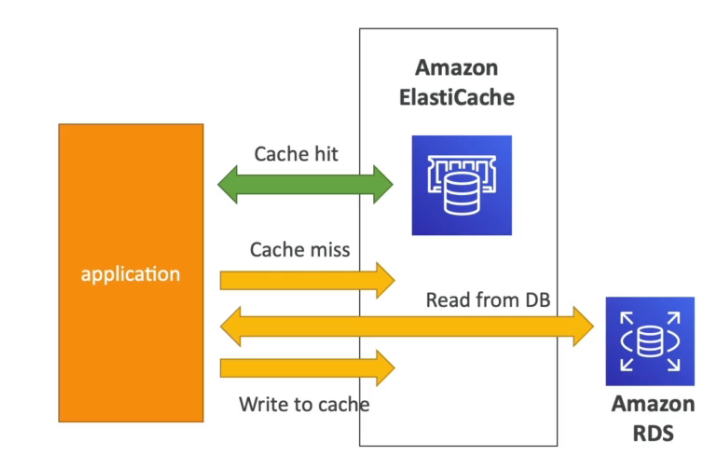 Amazon
ElastiCache
Cache hit
Cache miss
application
Read from DB
Write to cache
Amazon
RDS